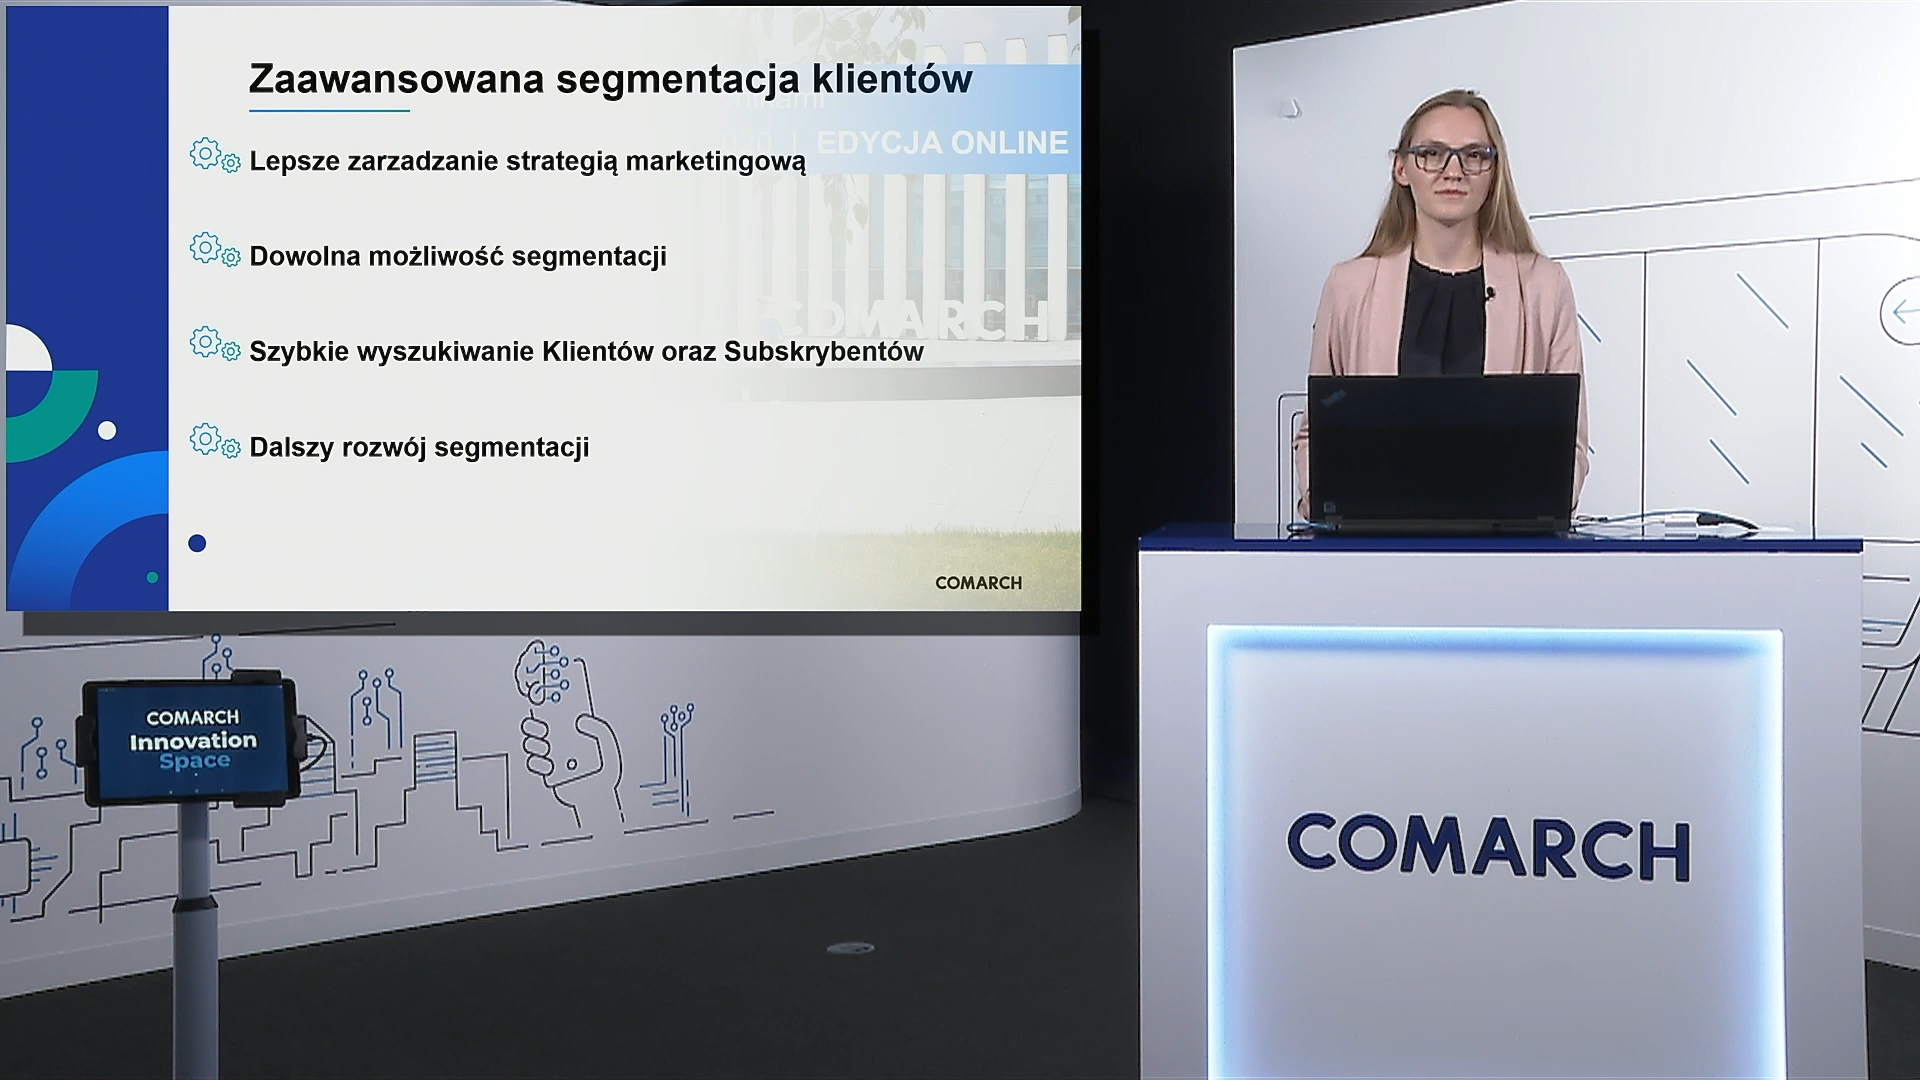 Zaawansowana segmentacja klientów
EDYCJA ONLINE
Lepsze zarzadzanie strategią marketingową
Dowolna możliwość segmentacji
COMARCH
Szybkie wyszukiwanie Klientów oraz Subskrybentów
Dalszy rozwój segmentacji
COMARCH
COMARCH
Innovation
Space
COMARCH